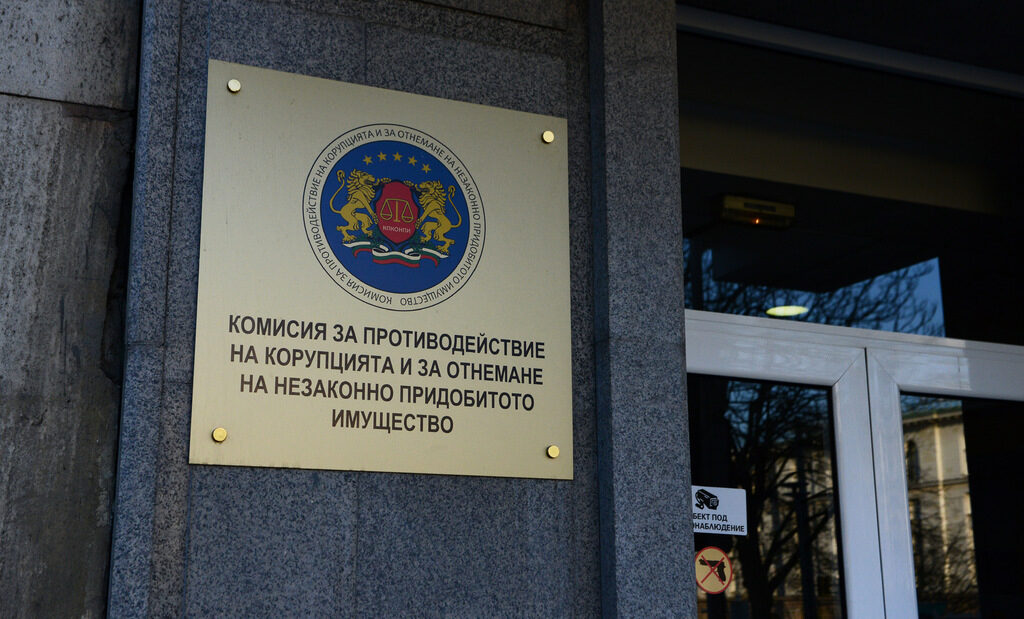 КОМИСИЯ ЗА ПРОТИВОДЕЙСТВИЕ НА КОРУПЦИЯТА И ЗА ОТНЕМАНЕ НА НЕЗАКОННО ПРИДОБИТОТО ИМУЩЕСТВО
КПКОНПИ
КОМИСИЯ ЗА ПРОТИВОДЕЙСТВИЕ
НА КОРУПЦИЯТА И ЗА ОТНЕМАНЕ
НА НЕЗАКОННО ПРИДОБИТОТО
ИМУЩЕСТВО
БЕКТ ПОД
ОНАБЛЮДЕНИЕ